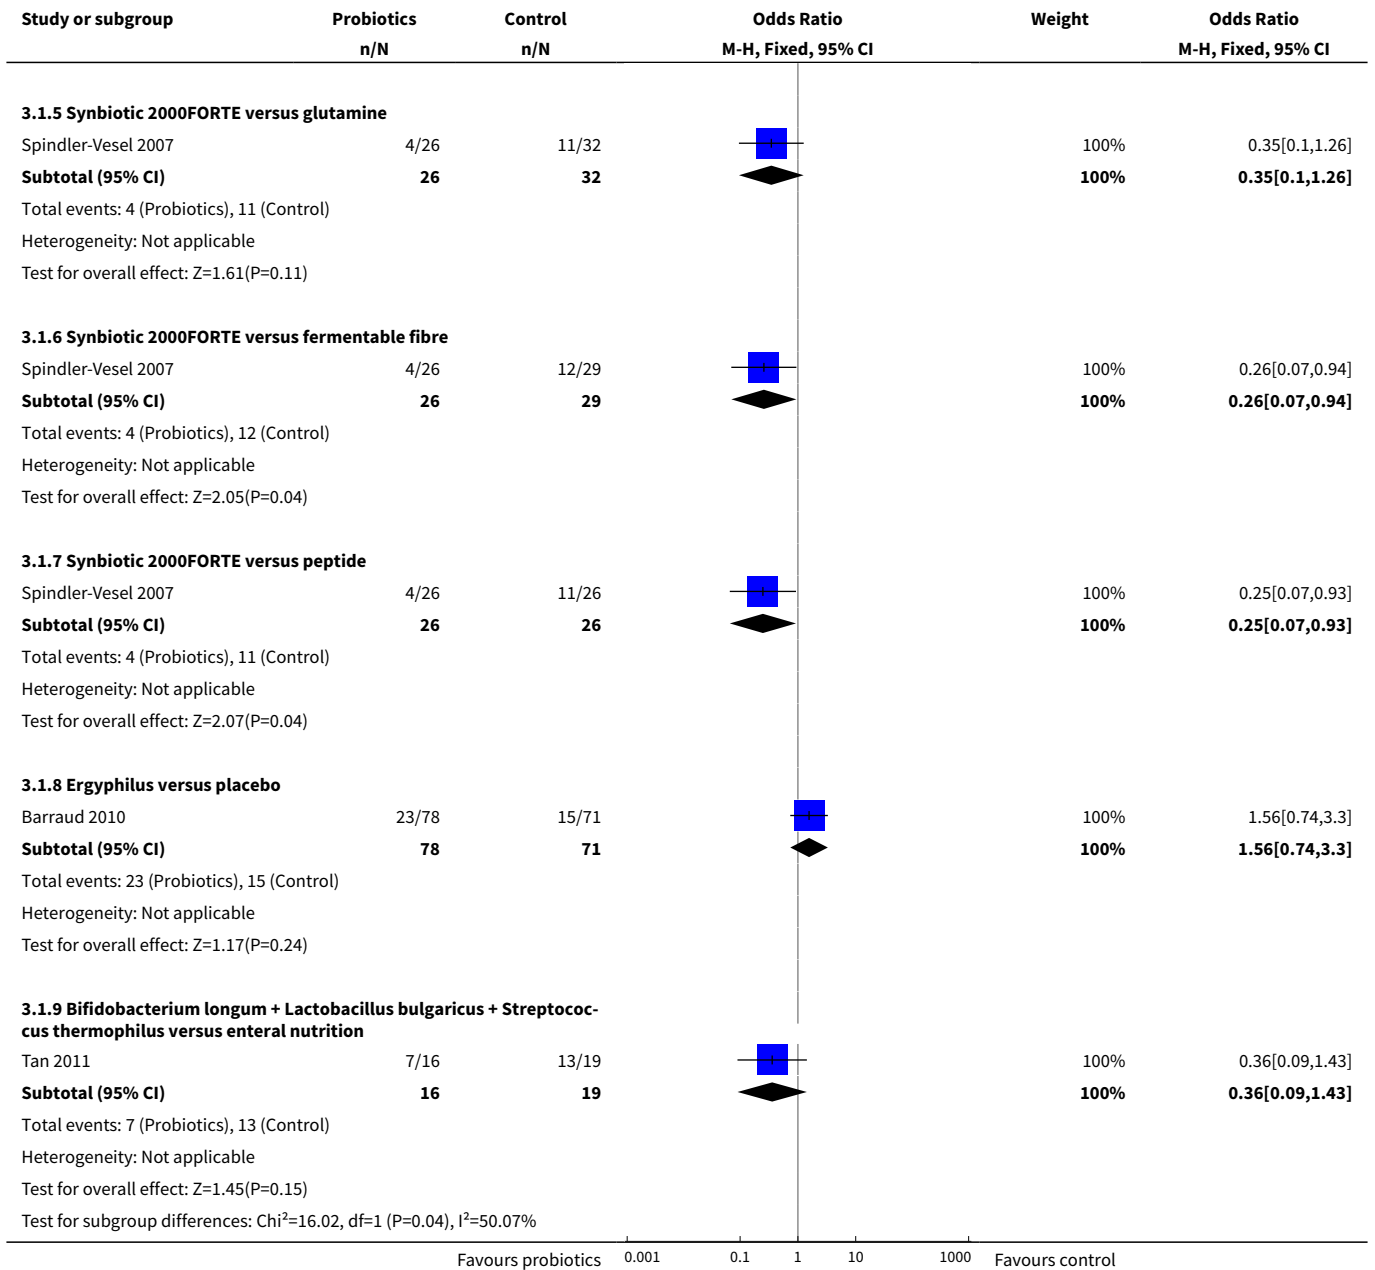 Study or subgroup Probiotics Control Odds Ratio Weight Odds Ratio
n/N n/N M-H, Fixed, 95% CI M-H, Fixed, 95% CI
3.1.5 Synbiotic 2000FORTE versus glutamine
Spindler-Vesel 2007 4/26 11/32 100% 0.35[0.1,1.26]
Subtotal (95% CI) 26 32 100% 0.35[0.1,1.26]
Total events: 4 (Probiotics), 11 (Control)
Heterogeneity: Not applicable
Test for overall effect: Z=1.61(P=0.11)
3.1.6 Synbiotic 2000FORTE versus fermentable fibre
Spindler-Vesel 2007 4/26 12/29 100% 0.26[0.07,0.94]
Subtotal (95% CI) 26 29 100% 0.26[0.07,0.94]
Total events: 4 (Probiotics), 12 (Control)
Heterogeneity: Not applicable
Test for overall effect: Z=2.05(P=0.04)
3.1.7 Synbiotic 2000FORTE versus peptide
Spindler-Vesel 2007 4/26 11/26 100% 0.25[0.07,0.93]
Subtotal (95% CI) 26 26 100% 0.25[0.07,0.93]
Total events: 4 (Probiotics), 11 (Control)
Heterogeneity: Not applicable
Test for overall effect: Z=2.07(P=0.04)
3.1.8 Ergyphilus versus placebo
Barraud 2010 23/78 15/71 100% 1.56[0.74,3.3]
Subtotal (95% CI) 78 71 100% 1.56[0.74,3.3]
Total events: 23 (Probiotics), 15 (Control)
Heterogeneity: Not applicable
Test for overall effect: Z=1.17(P=0.24)
3.1.9 Bifidobacterium longum + Lactobacillus bulgaricus + Streptococ-
cus thermophilus versus enteral nutrition
Tan 2011 7/16 13/19 100% 0.36[0.09,1.43]
Subtotal (95% CI) 16 19 100% 0.36[0.09,1.43]
Total events: 7 (Probiotics), 13 (Control)
Heterogeneity: Not applicable
Test for overall effect: Z=1.45(P=0.15)
Test for subgroup differences: Chi²=16.02, df=1 (P=0.04), I²=50.07%
Favours probiotics 0.001 0.1 1 10 1000 Favours control